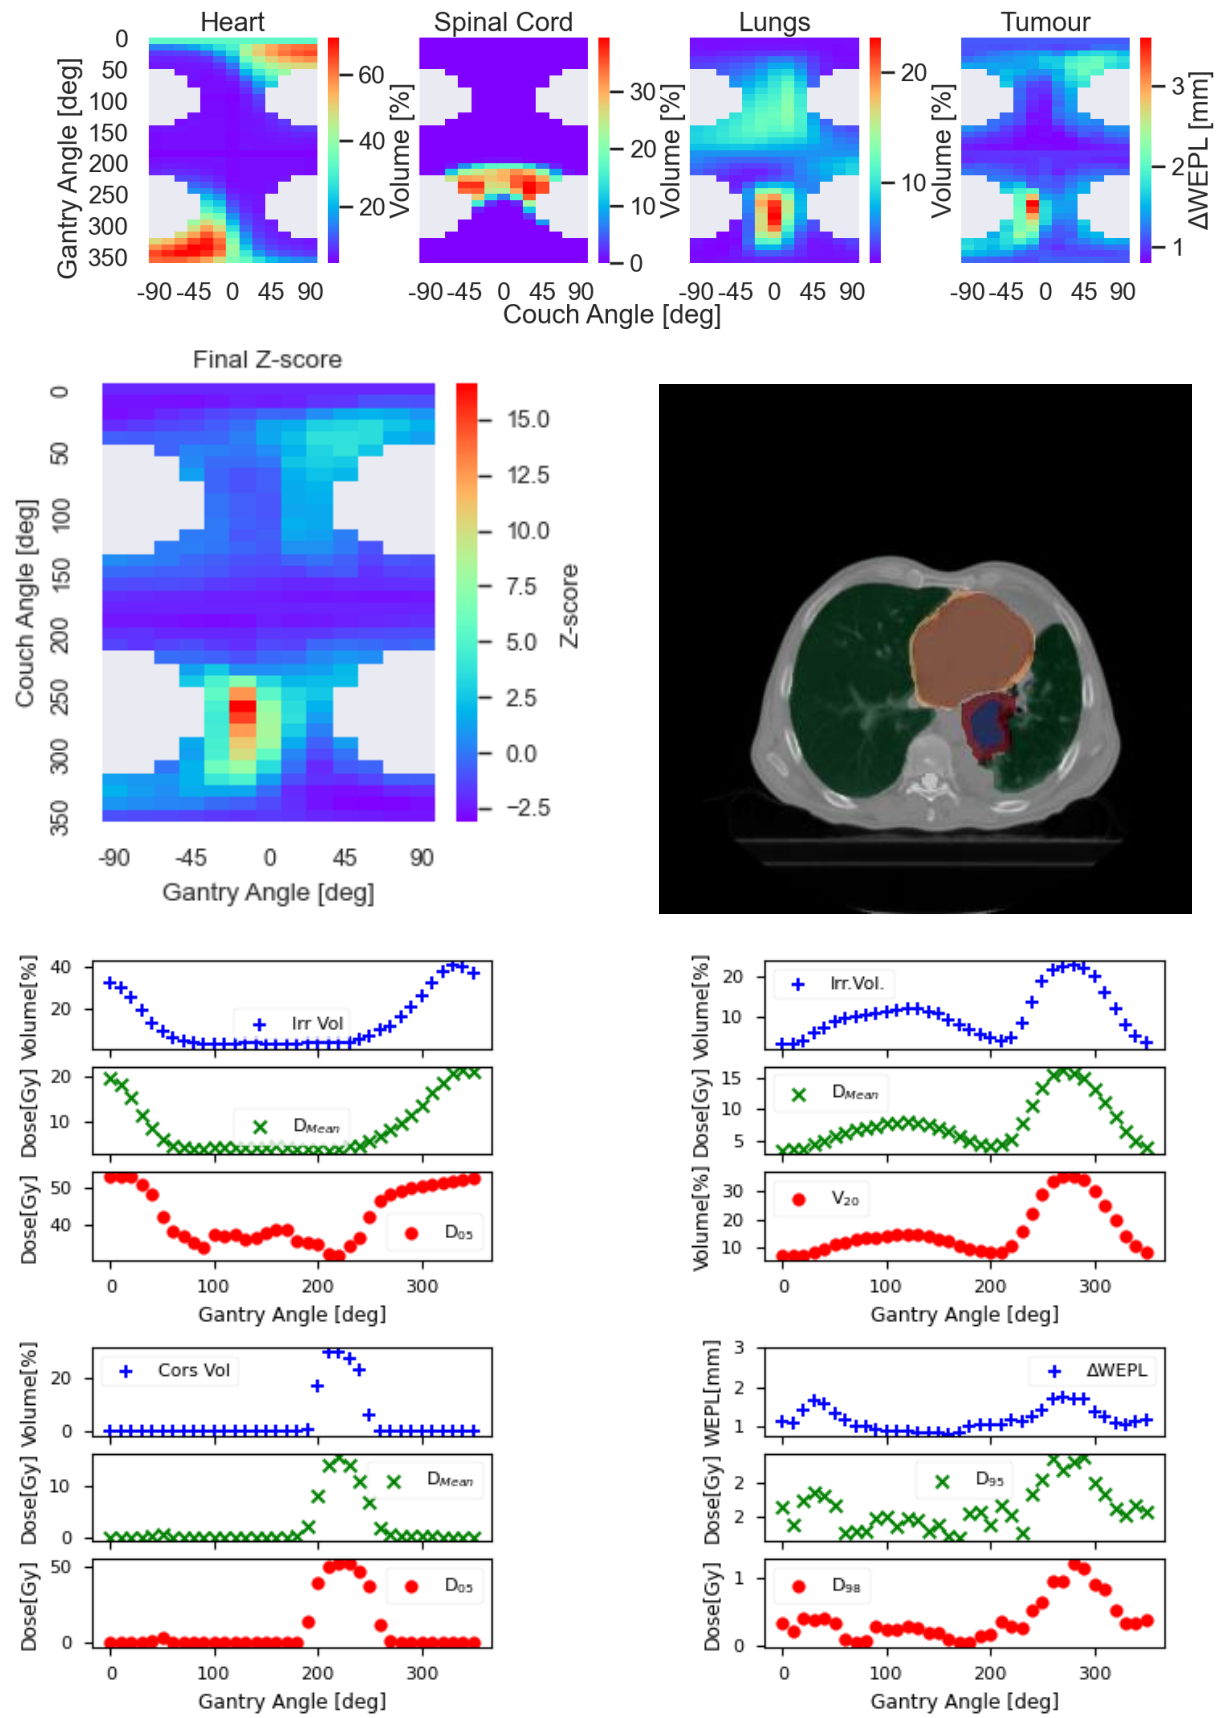 Heart
Spinal Cord
Lungs
Tumour
Gantry Angle [deg]
0
50
100
150
200
250
300
350
-90 -45 0 45 90
60
40
20
Volume [%]
-90 -45 0 45 90
30
20
10
0
Volume [%]
-90 -45 0 45 90
20
10
Volume [%]
-90 -45 0 45 90
3
2
1
ΔWEPL [mm]
Couch Angle [deg]
Final Z-score
Couch Angle [deg]
0
50
100
150
200
250
300
350
-90 -45 0 45 90
Gantry Angle [deg]
15.0
12.5
10.0
7.5
5.0
2.5
0.0
−2.5
Z-score
Volume[%]
40
20
Irr Vol
Dose[Gy]
20
10
D_Mean
Dose[Gy]
50
40
D_05
0 100 200 300
Gantry Angle [deg]
Volume[%]
20
10
Irr.Vol.
Dose[Gy]
15
10
5
D_Mean
Volume[%]
30
20
10
V_20
0 100 200 300
Gantry Angle [deg]
Volume[%]
20
0
Cors Vol
Dose[Gy]
10
0
D_Mean
Dose[Gy]
50
0
D_05
0 100 200 300
Gantry Angle [deg]
WEPL[mm]
3
2
1
ΔWEPL
Dose[Gy]
2
2
D_95
Dose[Gy]
1
0
D_98
0 100 200 300
Gantry Angle [deg]